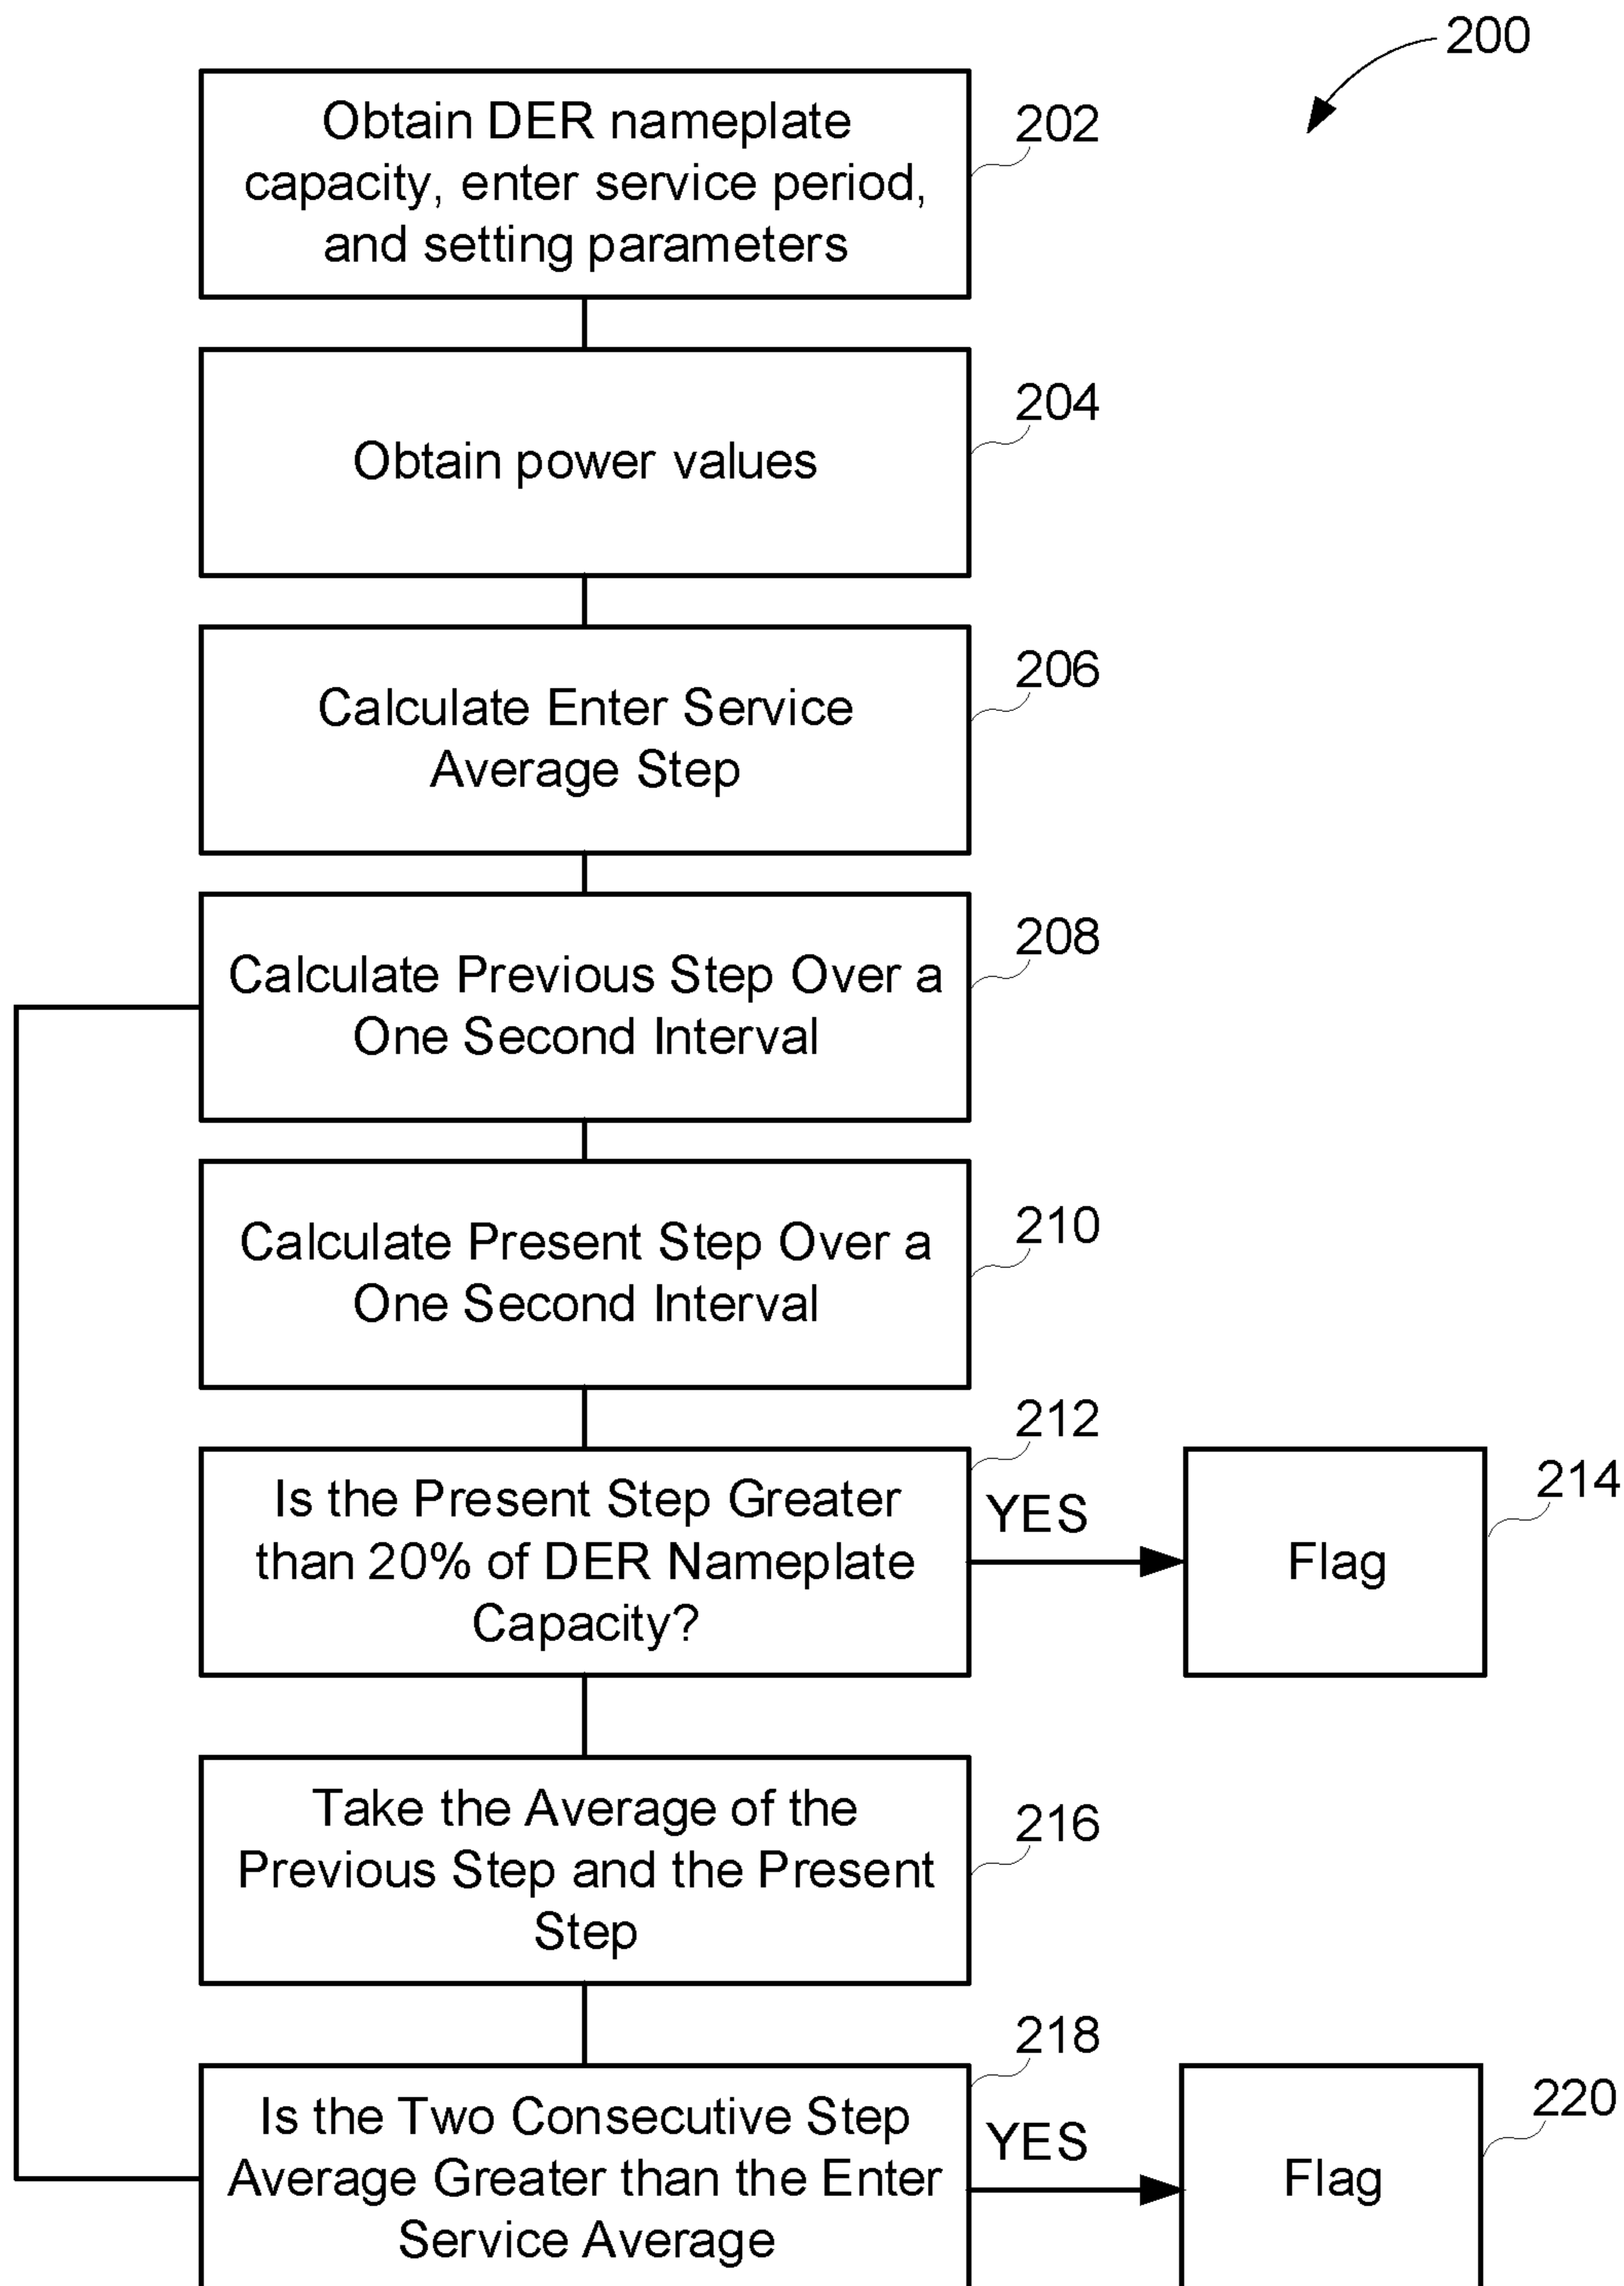 200
Obtain DER nameplate
capacity, enter service period,
and setting parameters
202
Obtain power values
204
Calculate Enter Service
Average Step
206
Calculate Previous Step Over a
One Second Interval
208
Calculate Present Step Over a
One Second Interval
210
Is the Present Step Greater
than 20% of DER Nameplate
Capacity?
212
YES
Flag
214
Take the Average of the
Previous Step and the Present
Step
216
Is the Two Consecutive Step
Average Greater than the Enter
Service Average
218
YES
Flag
220